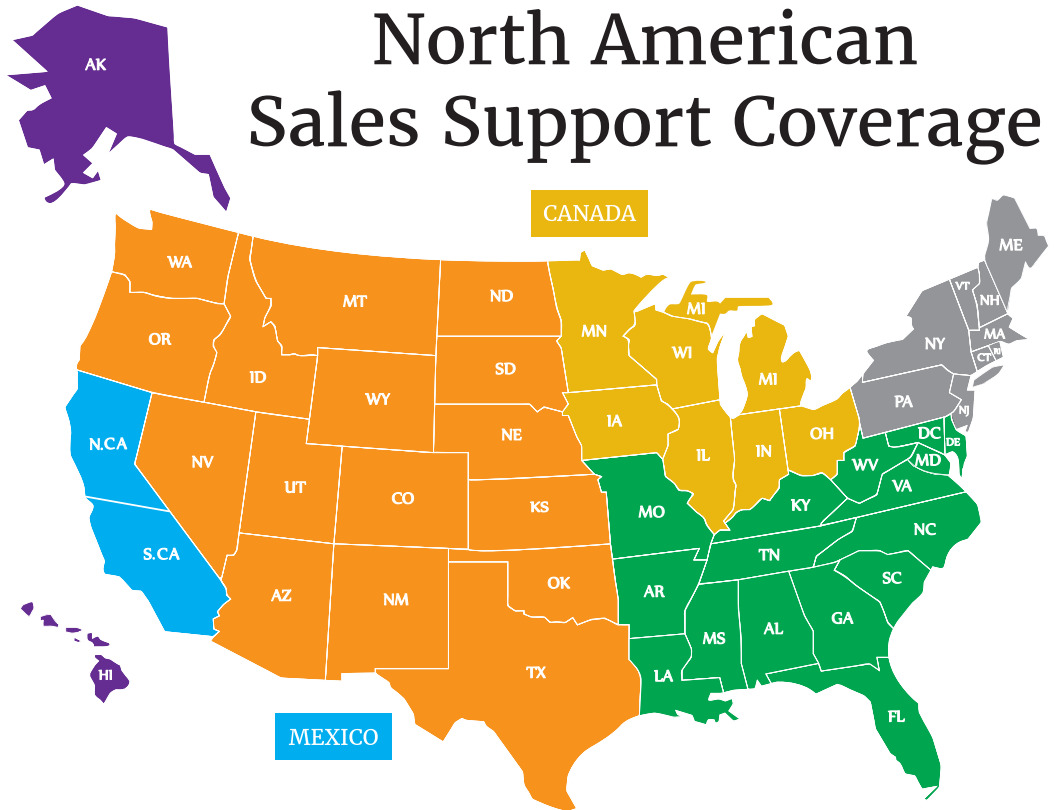 North American
Sales Support Coverage
AK
CANADA
ME
WA
VT
NH
MT
ND
MI
MN
MA
OR
NY
WI
CT
RI
SD
ID
MI
WY
PA
NJ
IA
NE
OH
DC
DE
N.CA
IL
IN
NV
MD
WV
UT
VA
CO
KS
KY
MO
NC
S.CA
TN
OK
SC
AZ
AR
NM
GA
AL
MS
TX
LA
HI
FL
MEXICO